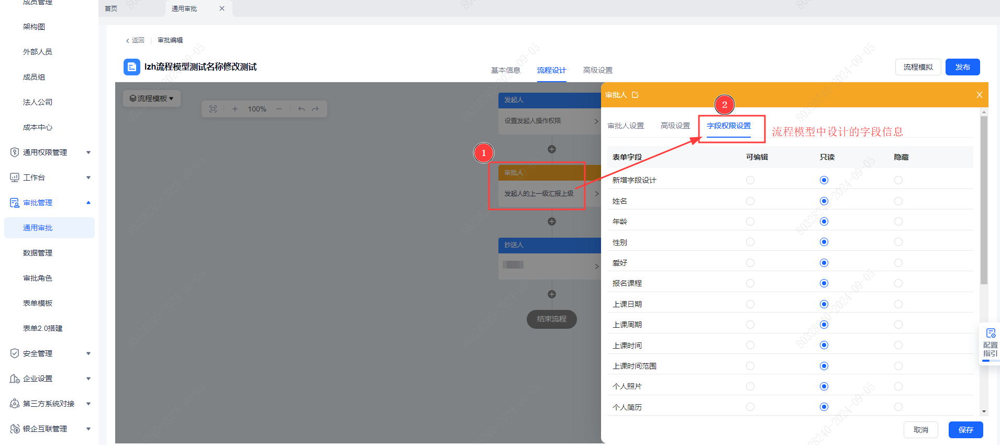 成员管理
架构图
外部人员
成员组
法人公司
成本中心
通用权限管理
工作台
审批管理
通用审批
数据管理
审批角色
表单模板
表单2.0搭建
安全管理
企业设置
第三方系统对接
银企互联管理
首页
通用审批
返回
审批编辑
lzh流程模型测试名称修改测试
基本信息
流程设计
高级设置
流程模拟
发布
流程模板
100%
发起人
设置发起人操作权限
1
审批人
发起人的上一级汇报上级
抄送人
结束流程
审批人
2
审批人设置
高级设置
字段权限设置
流程模型中设计的字段信息
表单字段 可编辑 只读 隐藏
新增字段设计
姓名
年龄
性别
爱好
报名课程
上课日期
上课周期
上课时间
上课时间范围
个人照片
个人简历
取消
保存
配置
指引
80328240-2024-09-05